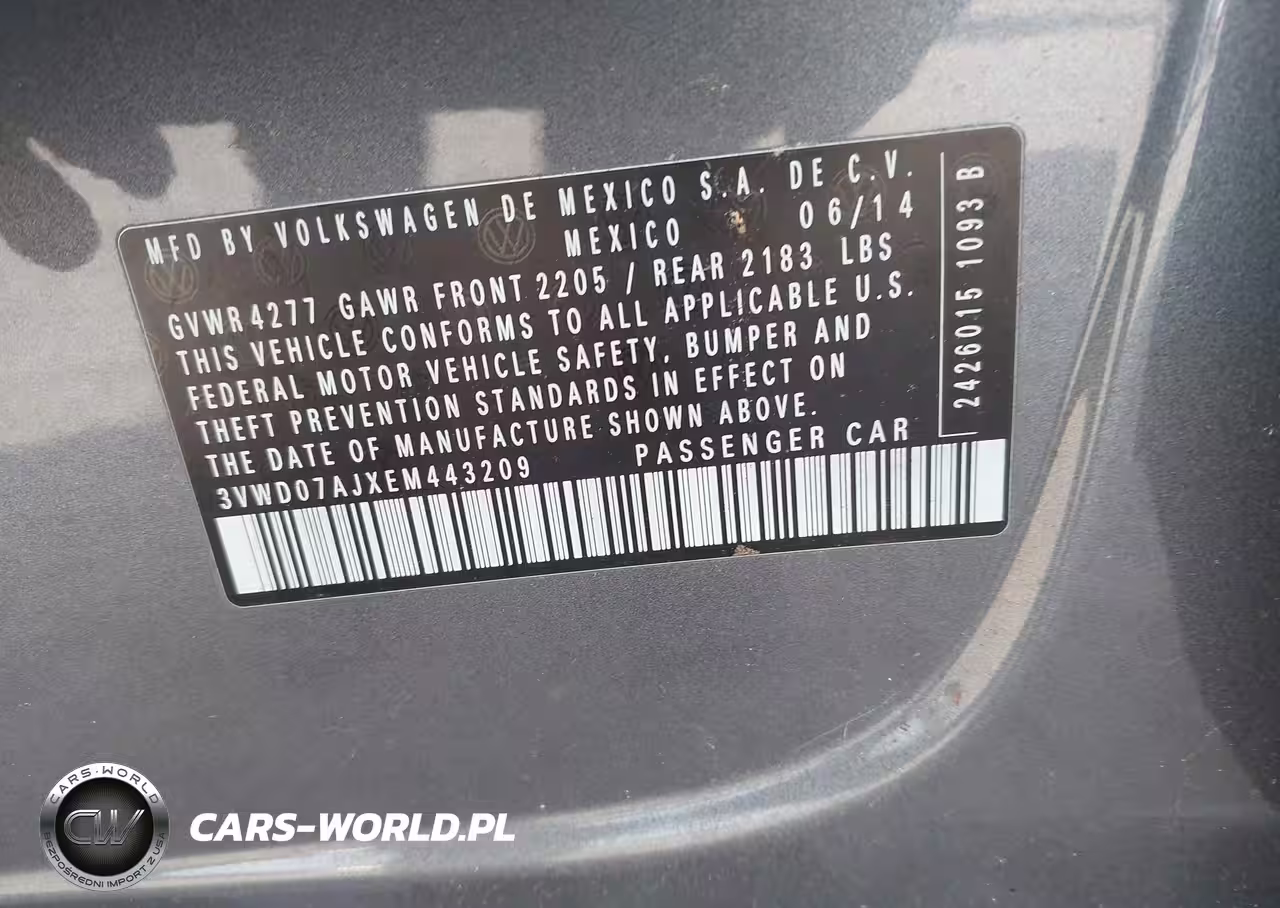 MFD BY VOLKSWAGEN DE MEXICO S.A. DE C.V.
MEXICO 06/14
GVWR 4277 GAWR FRONT 2205 / REAR 2183 LBS
THIS VEHICLE CONFORMS TO ALL APPLICABLE U.S.
FEDERAL MOTOR VEHICLE SAFETY, BUMPER AND
THEFT PREVENTION STANDARDS IN EFFECT ON
THE DATE OF MANUFACTURE SHOWN ABOVE.
3VWD07AJXEM443209 PASSENGER CAR
2426015 1093 B
CARS-WORLD
CW
BEZPOŚREDNI IMPORT Z USA
CARS-WORLD.PL